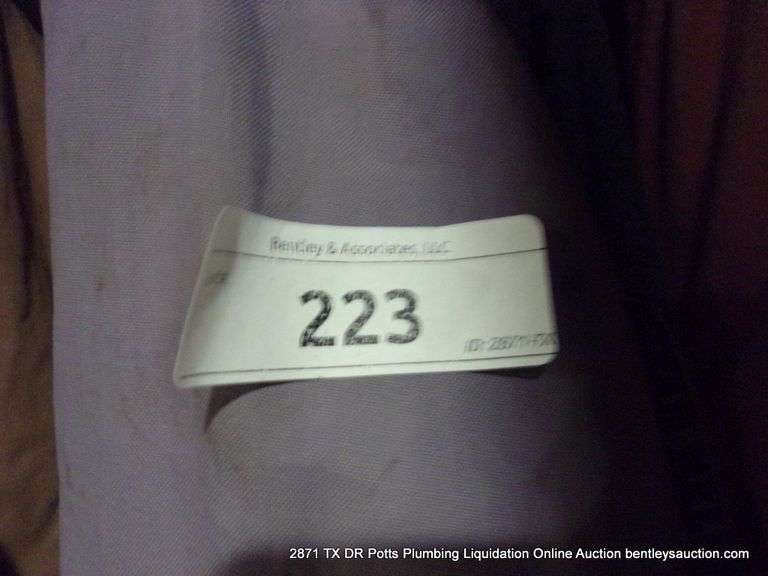 Bentley & Associates, LLC
223
2871 TX DR Potts Plumbing Liquidation Online Auction bentleysauction.com